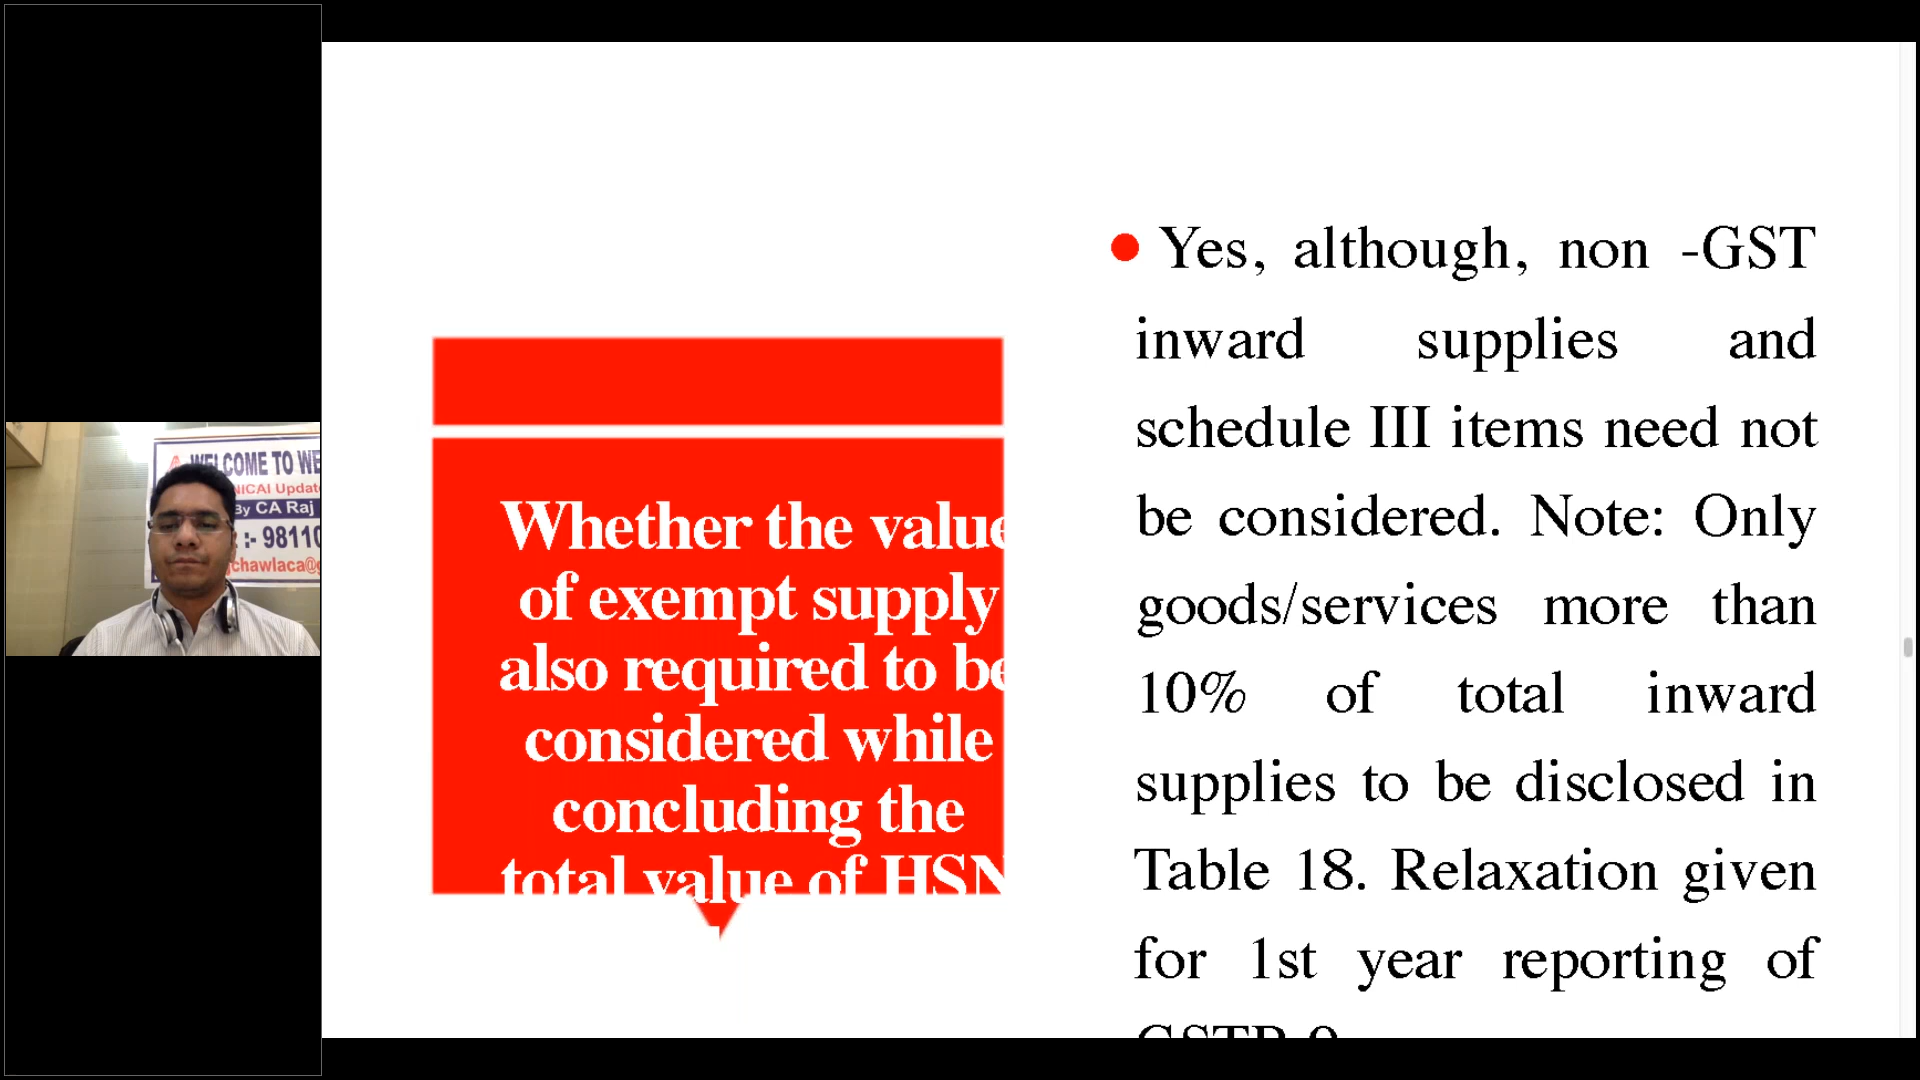 WELCOME TO WE
NICAI Updat
By CA Raj
:- 98110
chawlaca@
Whether the value
of exempt supply
also required to be
considered while
concluding the
total value of HSN
Yes, although, non -GST
inward supplies and
schedule III items need not
be considered. Note: Only
goods/services more than
10% of total inward
supplies to be disclosed in
Table 18. Relaxation given
for 1st year reporting of
GSTR 9